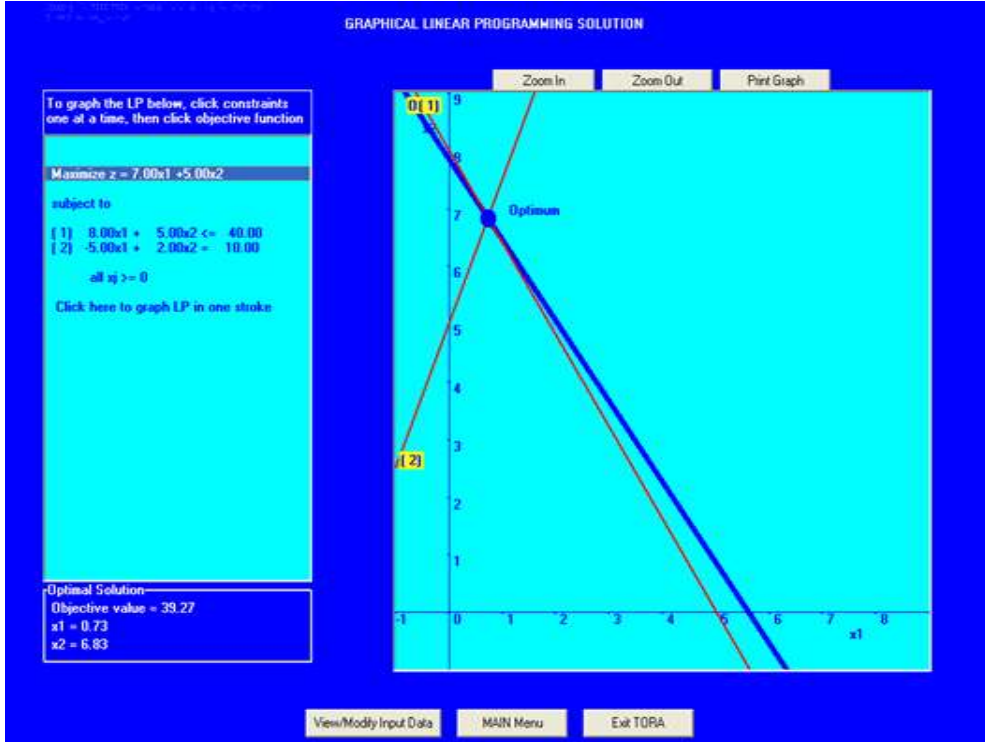 GRAPHICAL LINEAR PROGRAMMING SOLUTION
Zoom In Zoom Out Print Graph
To graph the LP below, click constraints
one at a time, then click objective function
Maximize z = 7.00x1 +5.00x2
subject to
( 1) 8.00x1 + 5.00x2 <= 40.00
( 2) -5.00x1 + 2.00x2 = 10.00
all xj >= 0
Click here to graph LP in one stroke
Optimal Solution
Objective value = 39.27
x1 = 0.73
x2 = 6.83
( 1)
9
8
7
Optimum
6
5
4
3
( 2)
2
1
-1 0 1 2 3 4 5 6 7 8
x1
View/Modify Input Data MAIN Menu Exit TORA